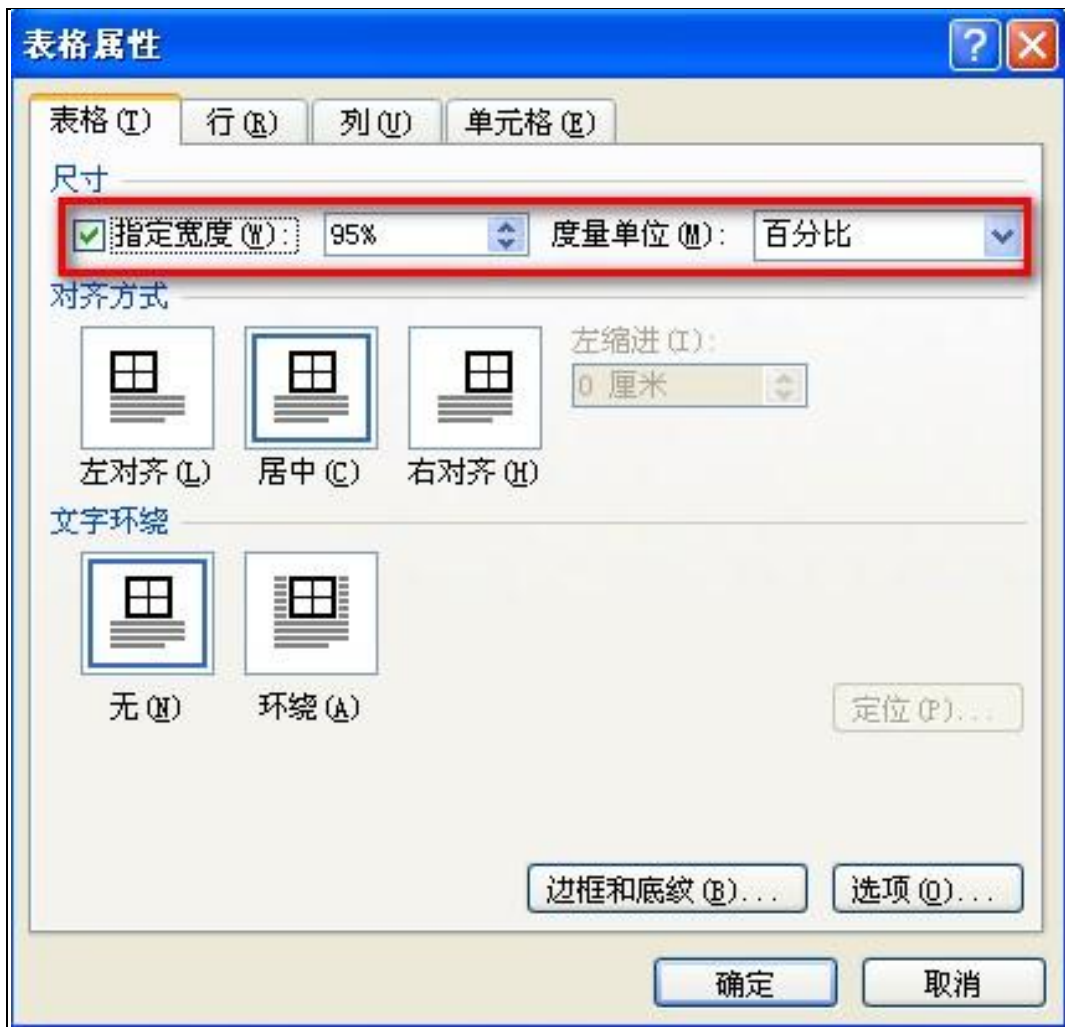 表格属性
表格(T) 行(R) 列(U) 单元格(E)
尺寸
指定宽度(W): 95% 度量单位(M): 百分比
对齐方式
左缩进(I):
0 厘米
左对齐(L) 居中(C) 右对齐(H)
文字环绕
无(N) 环绕(A)
定位(P)...
边框和底纹(B)... 选项(O)...
确定 取消